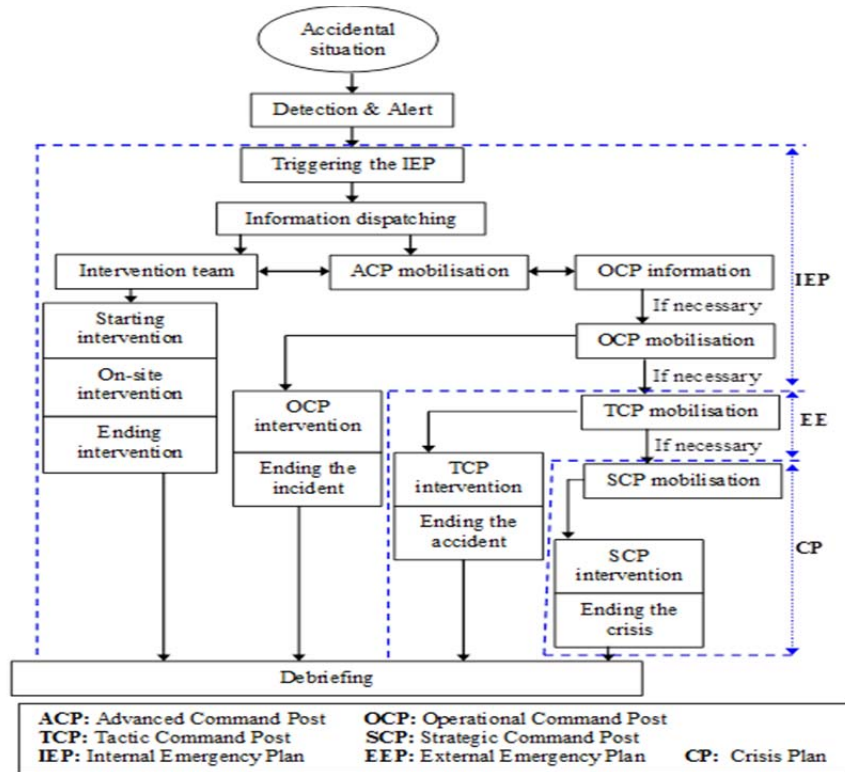 Accidental
situation
Detection & Alert
Triggering the IEP
Information dispatching
Intervention team
ACP mobilisation
OCP information
IEP
If necessary
Starting
intervention
On-site
intervention
Ending
intervention
OCP mobilisation
If necessary
OCP
intervention
Ending the
incident
TCP mobilisation
EE
If necessary
TCP
intervention
Ending the
accident
SCP mobilisation
CP
SCP
intervention
Ending the
crisis
Debriefing
ACP: Advanced Command Post OCP: Operational Command Post
TCP: Tactic Command Post SCP: Strategic Command Post
IEP: Internal Emergency Plan EEP: External Emergency Plan CP: Crisis Plan